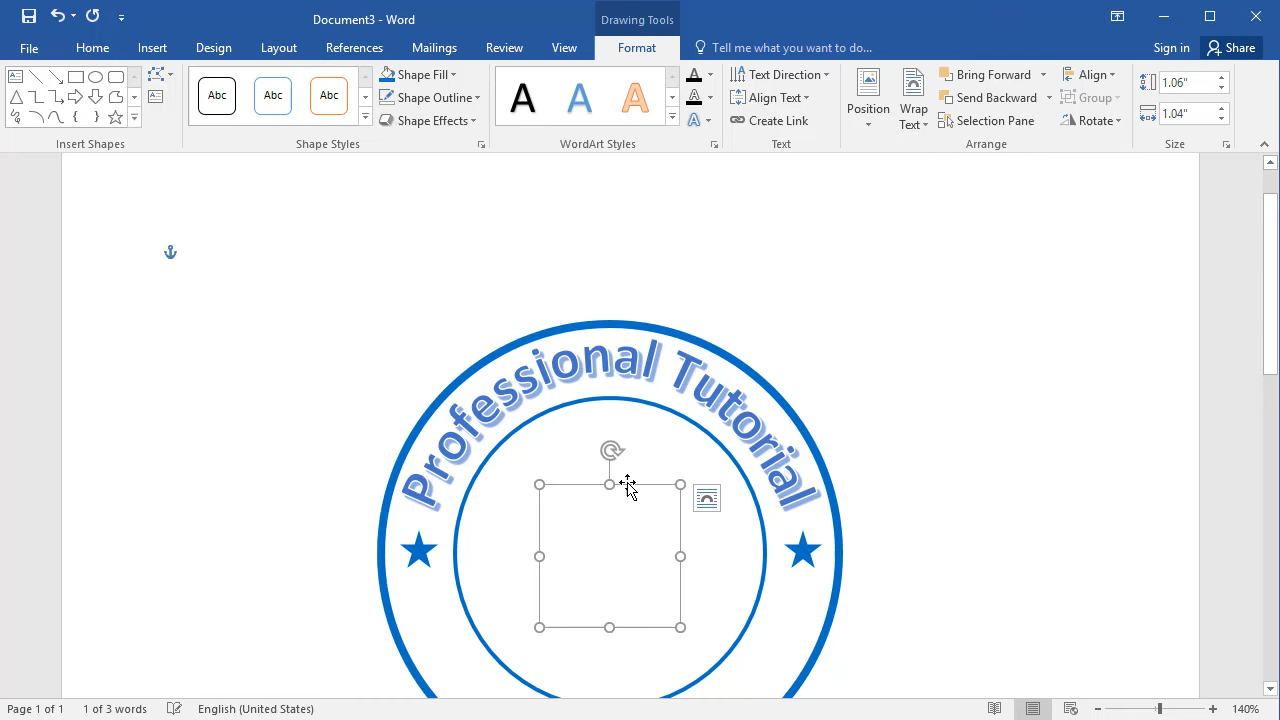 Document3 - Word
Drawing Tools
File Home Insert Design Layout References Mailings Review View Format Tell me what you want to do... Sign in Share
Shape Fill
Shape Outline
Shape Effects
Abc Abc Abc
A A A
Text Direction
Align Text
Create Link
Position
Wrap Text
Bring Forward
Send Backward
Selection Pane
Align
Group
Rotate
1.06"
1.04"
Insert Shapes Shape Styles WordArt Styles Text Arrange Size
Professional Tutorial
Page 1 of 1 1 of 3 words English (United States) 140%